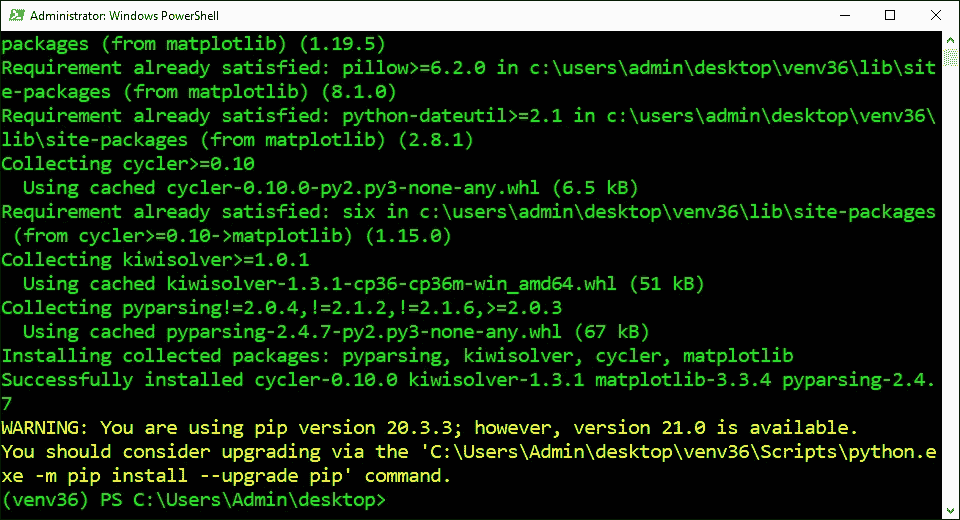 Administrator: Windows PowerShell
packages (from matplotlib) (1.19.5)
Requirement already satisfied: pillow>=6.2.0 in c:\users\admin\desktop\venv36\lib\sit
e-packages (from matplotlib) (8.1.0)
Requirement already satisfied: python-dateutil>=2.1 in c:\users\admin\desktop\venv36\
lib\site-packages (from matplotlib) (2.8.1)
Collecting cycler>=0.10
  Using cached cycler-0.10.0-py2.py3-none-any.whl (6.5 kB)
Requirement already satisfied: six in c:\users\admin\desktop\venv36\lib\site-packages
 (from cycler>=0.10->matplotlib) (1.15.0)
Collecting kiwisolver>=1.0.1
  Using cached kiwisolver-1.3.1-cp36-cp36m-win_amd64.whl (51 kB)
Collecting pyparsing!=2.0.4,!=2.1.2,!=2.1.6,>=2.0.3
  Using cached pyparsing-2.4.7-py2.py3-none-any.whl (67 kB)
Installing collected packages: pyparsing, kiwisolver, cycler, matplotlib
Successfully installed cycler-0.10.0 kiwisolver-1.3.1 matplotlib-3.3.4 pyparsing-2.4.
7
WARNING: You are using pip version 20.3.3; however, version 21.0 is available.
You should consider upgrading via the 'C:\Users\Admin\desktop\venv36\Scripts\python.e
xe -m pip install --upgrade pip' command.
(venv36) PS C:\Users\Admin\desktop>